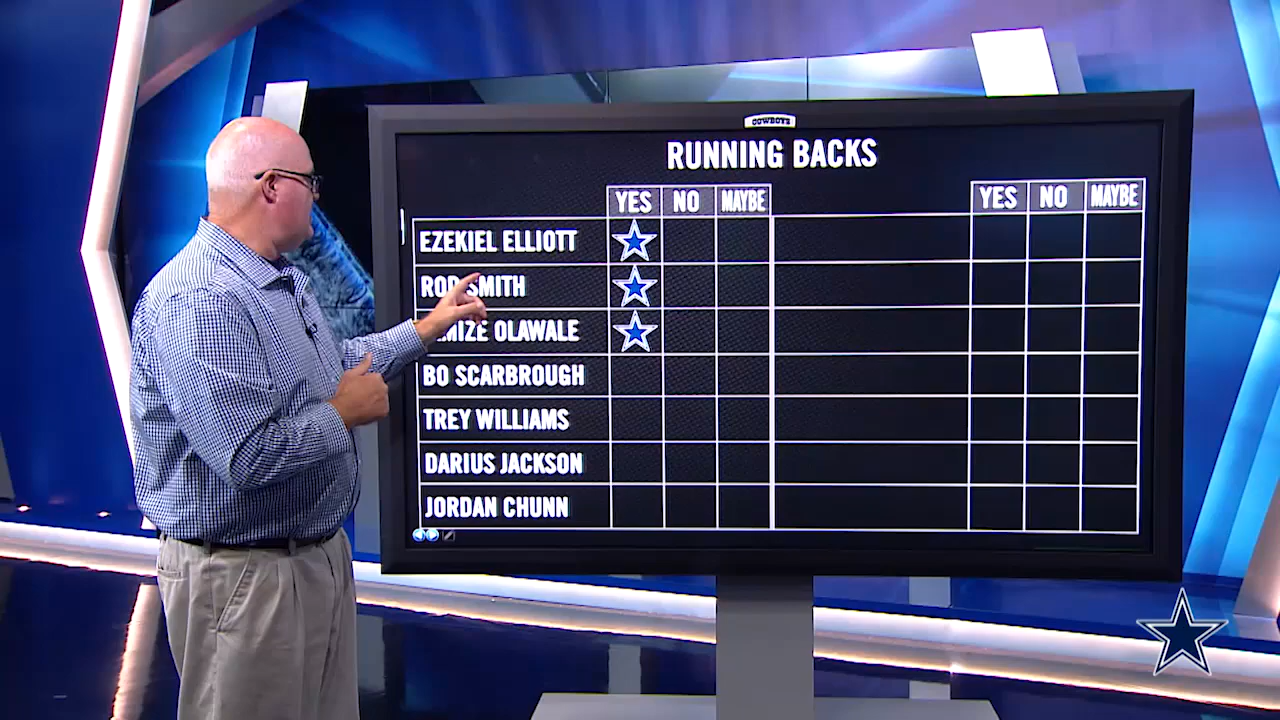 COWBOYS
RUNNING BACKS
YES NO MAYBE YES NO MAYBE
EZEKIEL ELLIOTT
ROD SMITH
OLAWALE
BO SCARBROUGH
TREY WILLIAMS
DARIUS JACKSON
JORDAN CHUNN